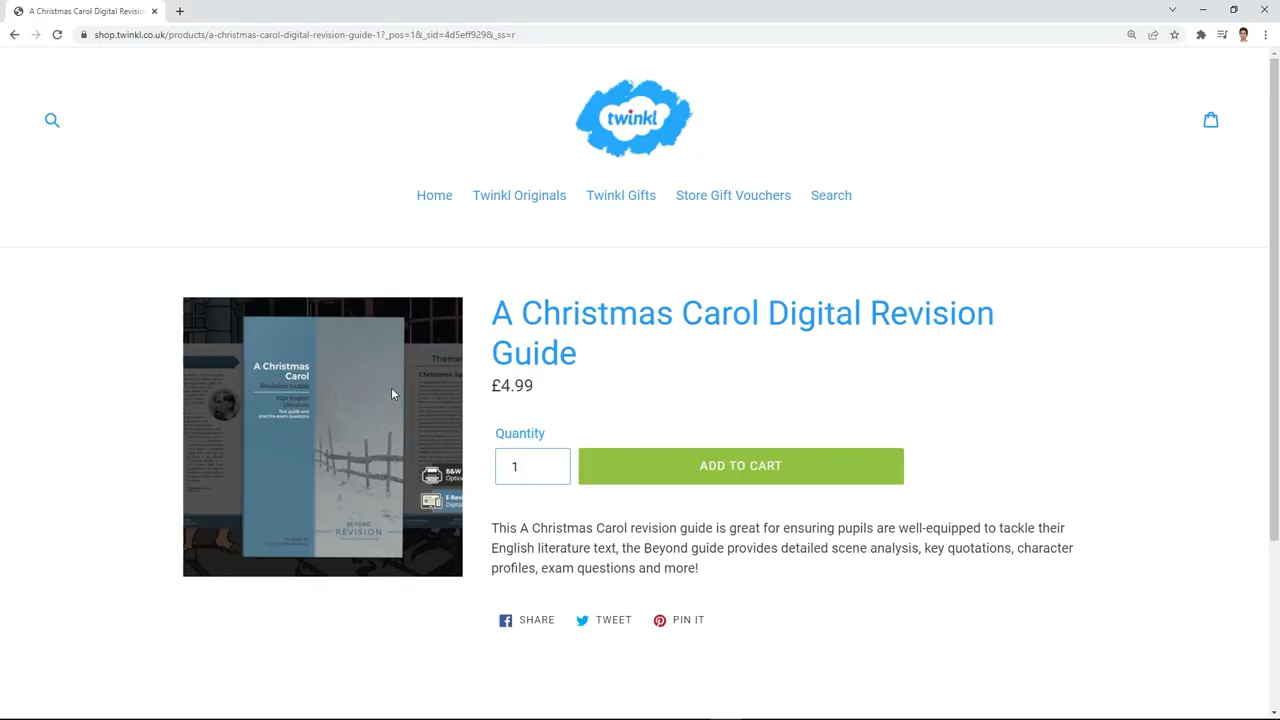 A Christmas Carol Digital Revisio
shop.twinkl.co.uk/products/a-christmas-carol-digital-revision-guide-1?_pos=1&_sid=4d5eff929&_ss=r
twinkl
Home Twinkl Originals Twinkl Gifts Store Gift Vouchers Search
A Christmas
Carol
Revision Guide
AQA English
Literature
Text guide and
practice exam questions
Theme
Christmas Sp
B&W
Optio
E-Rev
Digital
BEYOND
REVISION
A Christmas Carol Digital Revision
Guide
£4.99
Quantity
1
ADD TO CART
This A Christmas Carol revision guide is great for ensuring pupils are well-equipped to tackle their
English literature text, the Beyond guide provides detailed scene analysis, key quotations, character
profiles, exam questions and more!
SHARE TWEET PIN IT